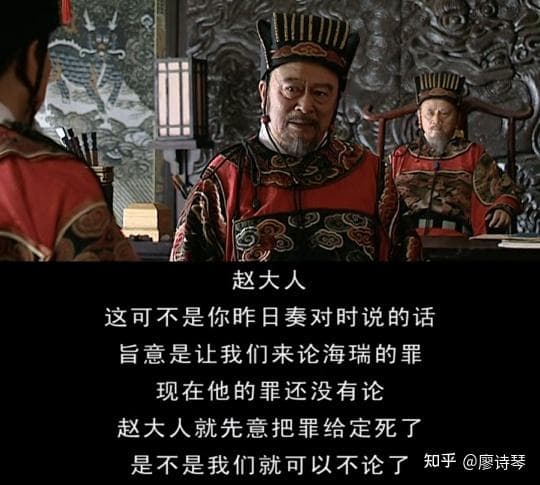 赵大人
这可不是你昨日奏对时说的话
旨意是让我们来论海瑞的罪
现在他的罪还没有论
赵大人就先意把罪给定死了
是不是我们就可以不论了
知乎 @廖诗琴